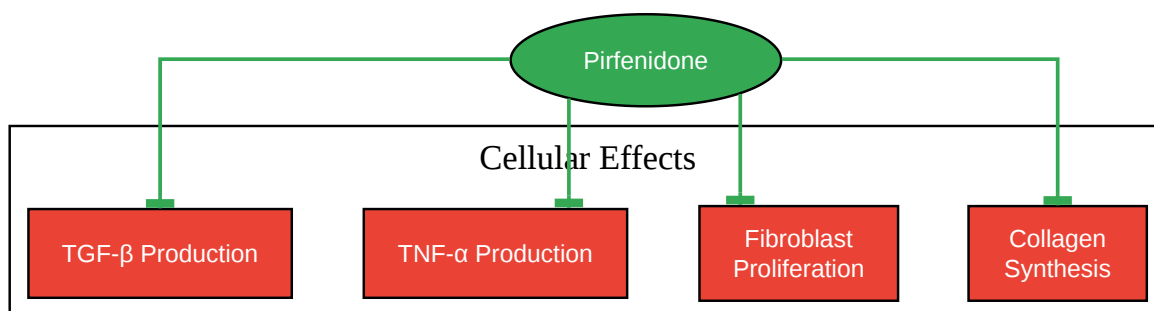 Pirfenidone
Cellular Effects
TGF-β Production
TNF-α Production
Fibroblast
Proliferation
Collagen
Synthesis